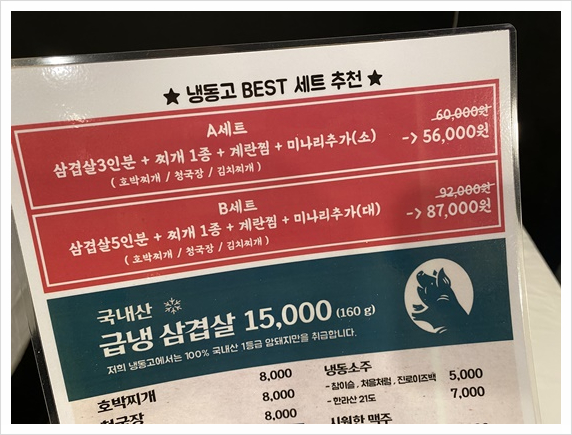 ★ 냉동고 BEST 세트 추천 ★
A세트
60,000원
삼겹살3인분 + 찌개 1종 + 계란찜 + 미나리추가(소) -> 56,000원
( 호박찌개 / 청국장 / 김치찌개 )
B세트
92,000원
삼겹살5인분 + 찌개 1종 + 계란찜 + 미나리추가(대) -> 87,000원
( 호박찌개 / 청국장 / 김치찌개 )
국내산
급냉 삼겹살 15,000 (160 g)
저희 냉동고에서는 100% 국내산 1등급 암돼지만을 취급합니다.
8,000
호박찌개 8,000
청국장 8,000
냉동소주
- 참이슬 , 처음처럼 , 진로이즈백 5,000
- 한라산 21도 7,000
시원한 맥주